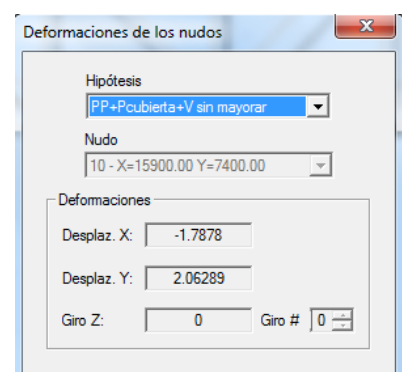 Deformaciones de los nudos
Hipótesis
PP+Pcubierta+V sin mayorar
Nudo
10 - X=15900.00 Y=7400.00
Deformaciones
Desplaz. X: -1.7878
Desplaz. Y: 2.06289
Giro Z: 0 Giro # 0